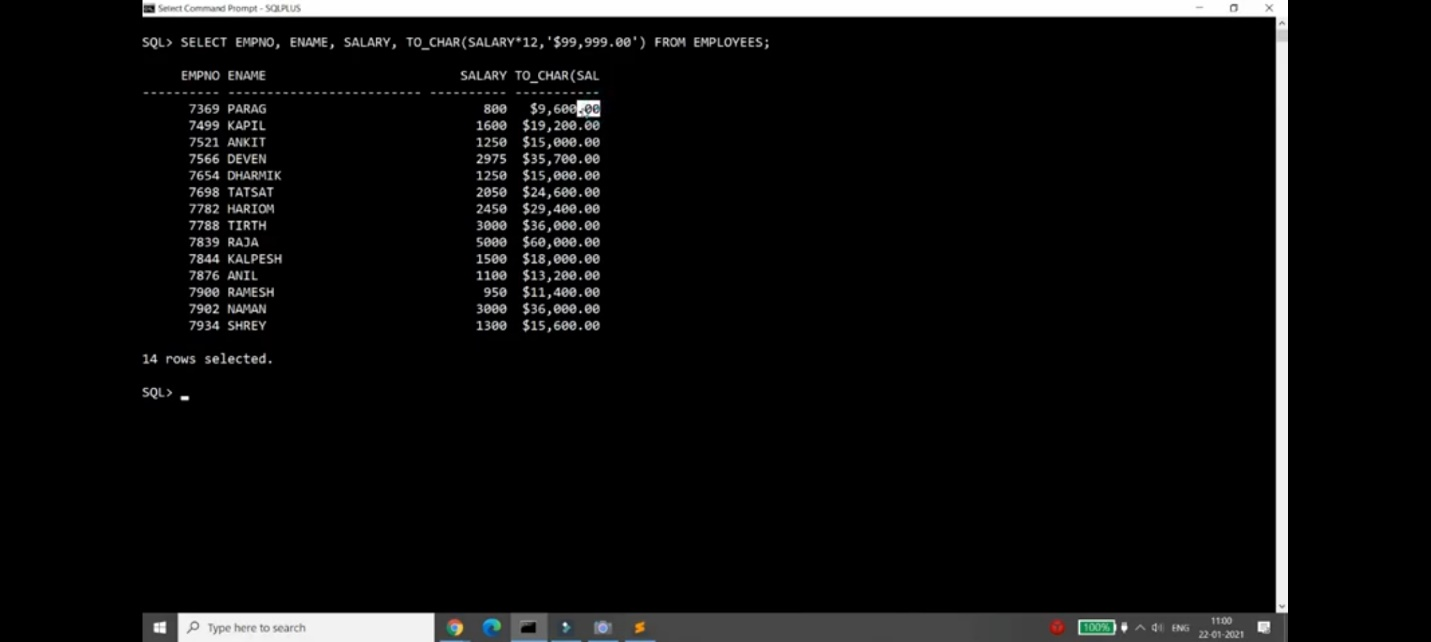 Select Command Prompt - SQLPLUS
SQL> SELECT EMPNO, ENAME, SALARY, TO_CHAR(SALARY*12,'$99,999.00') FROM EMPLOYEES;
EMPNO ENAME SALARY TO_CHAR(SAL
---------- ------------------------- ---------- -----------
7369 PARAG 800 $9,600.00
7499 KAPIL 1600 $19,200.00
7521 ANKIT 1250 $15,000.00
7566 DEVEN 2975 $35,700.00
7654 DHARMIK 1250 $15,000.00
7698 TATSAT 2050 $24,600.00
7782 HARIOM 2450 $29,400.00
7788 TIRTH 3000 $36,000.00
7839 RAJA 5000 $60,000.00
7844 KALPESH 1500 $18,000.00
7876 ANIL 1100 $13,200.00
7900 RAMESH 950 $11,400.00
7902 NAMAN 3000 $36,000.00
7934 SHREY 1300 $15,600.00
14 rows selected.
SQL> _
Type here to search
100%
ENG
11:00
22-01-2021